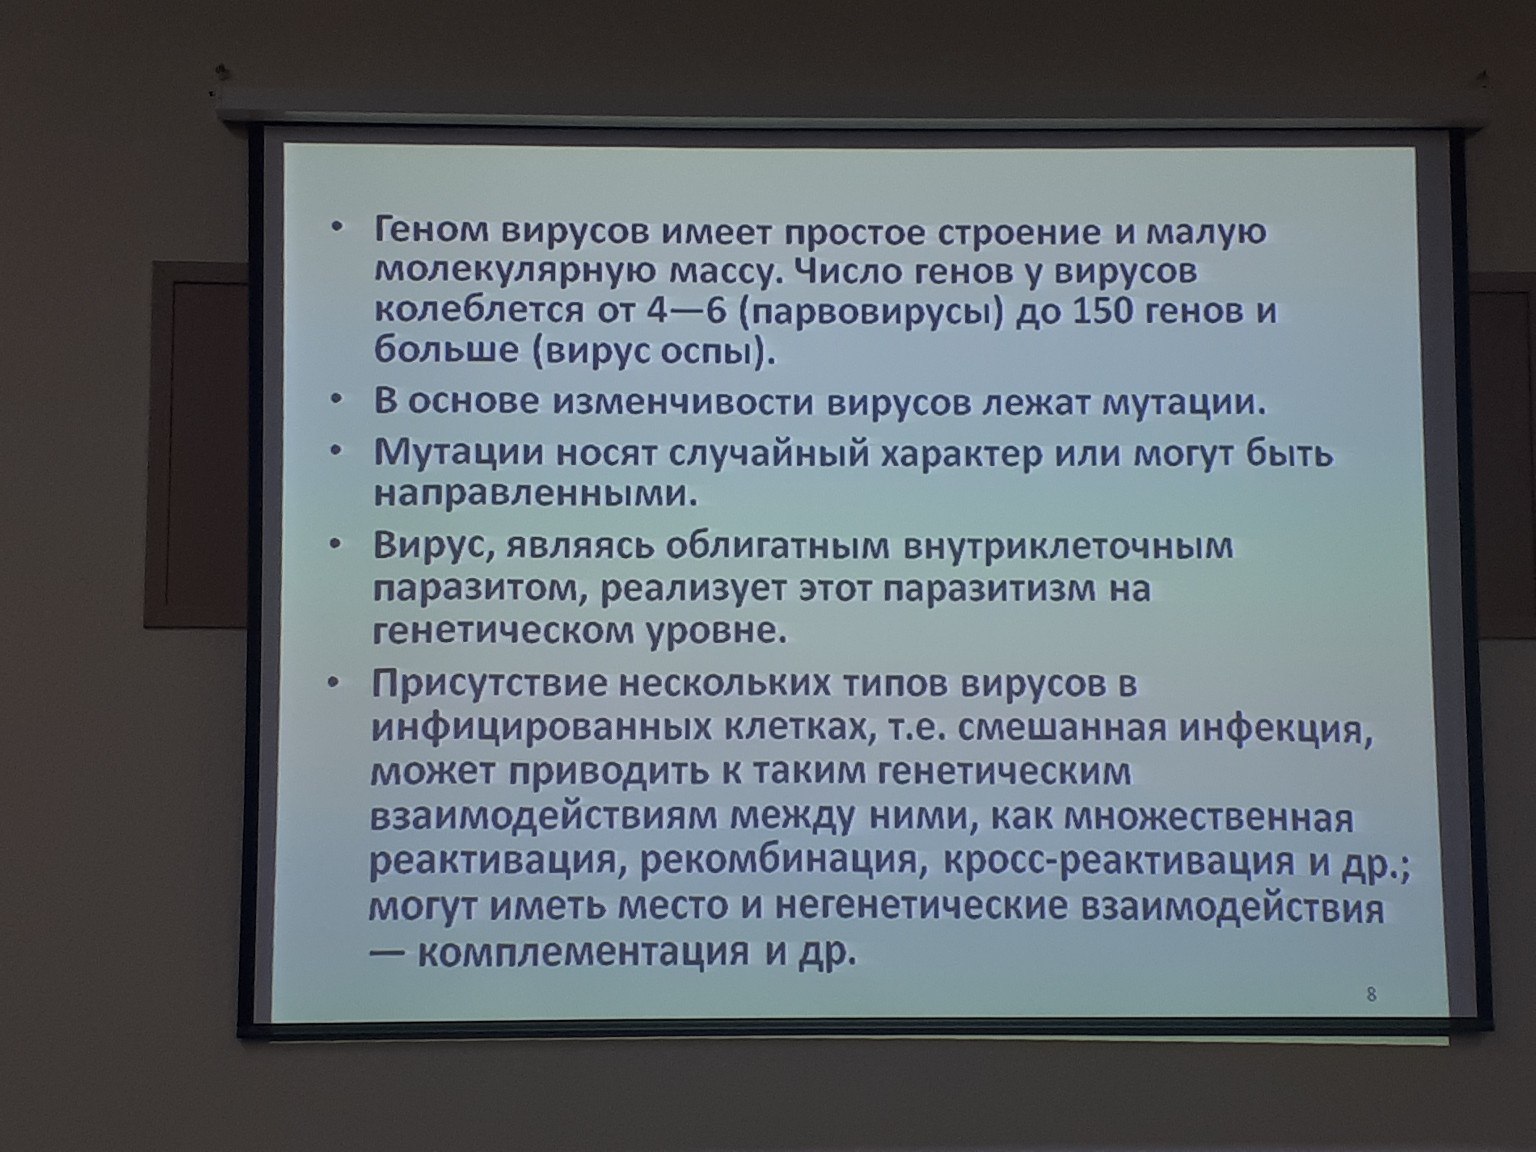 • Геном вирусов имеет простое строение и малую
молекулярную массу. Число генов у вирусов
колеблется от 4—6 (парвовирусы) до 150 генов и
больше (вирус оспы).
• В основе изменчивости вирусов лежат мутации.
• Мутации носят случайный характер или могут быть
направленными.
• Вирус, являясь облигатным внутриклеточным
паразитом, реализует этот паразитизм на
генетическом уровне.
• Присутствие нескольких типов вирусов в
инфицированных клетках, т.е. смешанная инфекция,
может приводить к таким генетическим
взаимодействиям между ними, как множественная
реактивация, рекомбинация, кросс-реактивация и др.;
могут иметь место и негенетические взаимодействия
— комплементация и др.
8